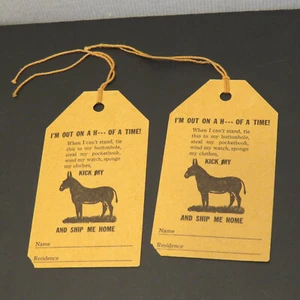 I'M OUT ON A H--- OF A TIME!
When I can't stand, tie
this to my buttonhole,
steal my pocketbook,
wind my watch, sponge
my clothes,
KICK MY
AND SHIP ME HOME
Name
Residence
I'M OUT ON A H--- OF A TIME!
When I can't stand, tie
this to my buttonhole,
steal my pocketbook,
wind my watch, sponge
my clothes,
KICK MY
AND SHIP ME HOME
Name
Residence